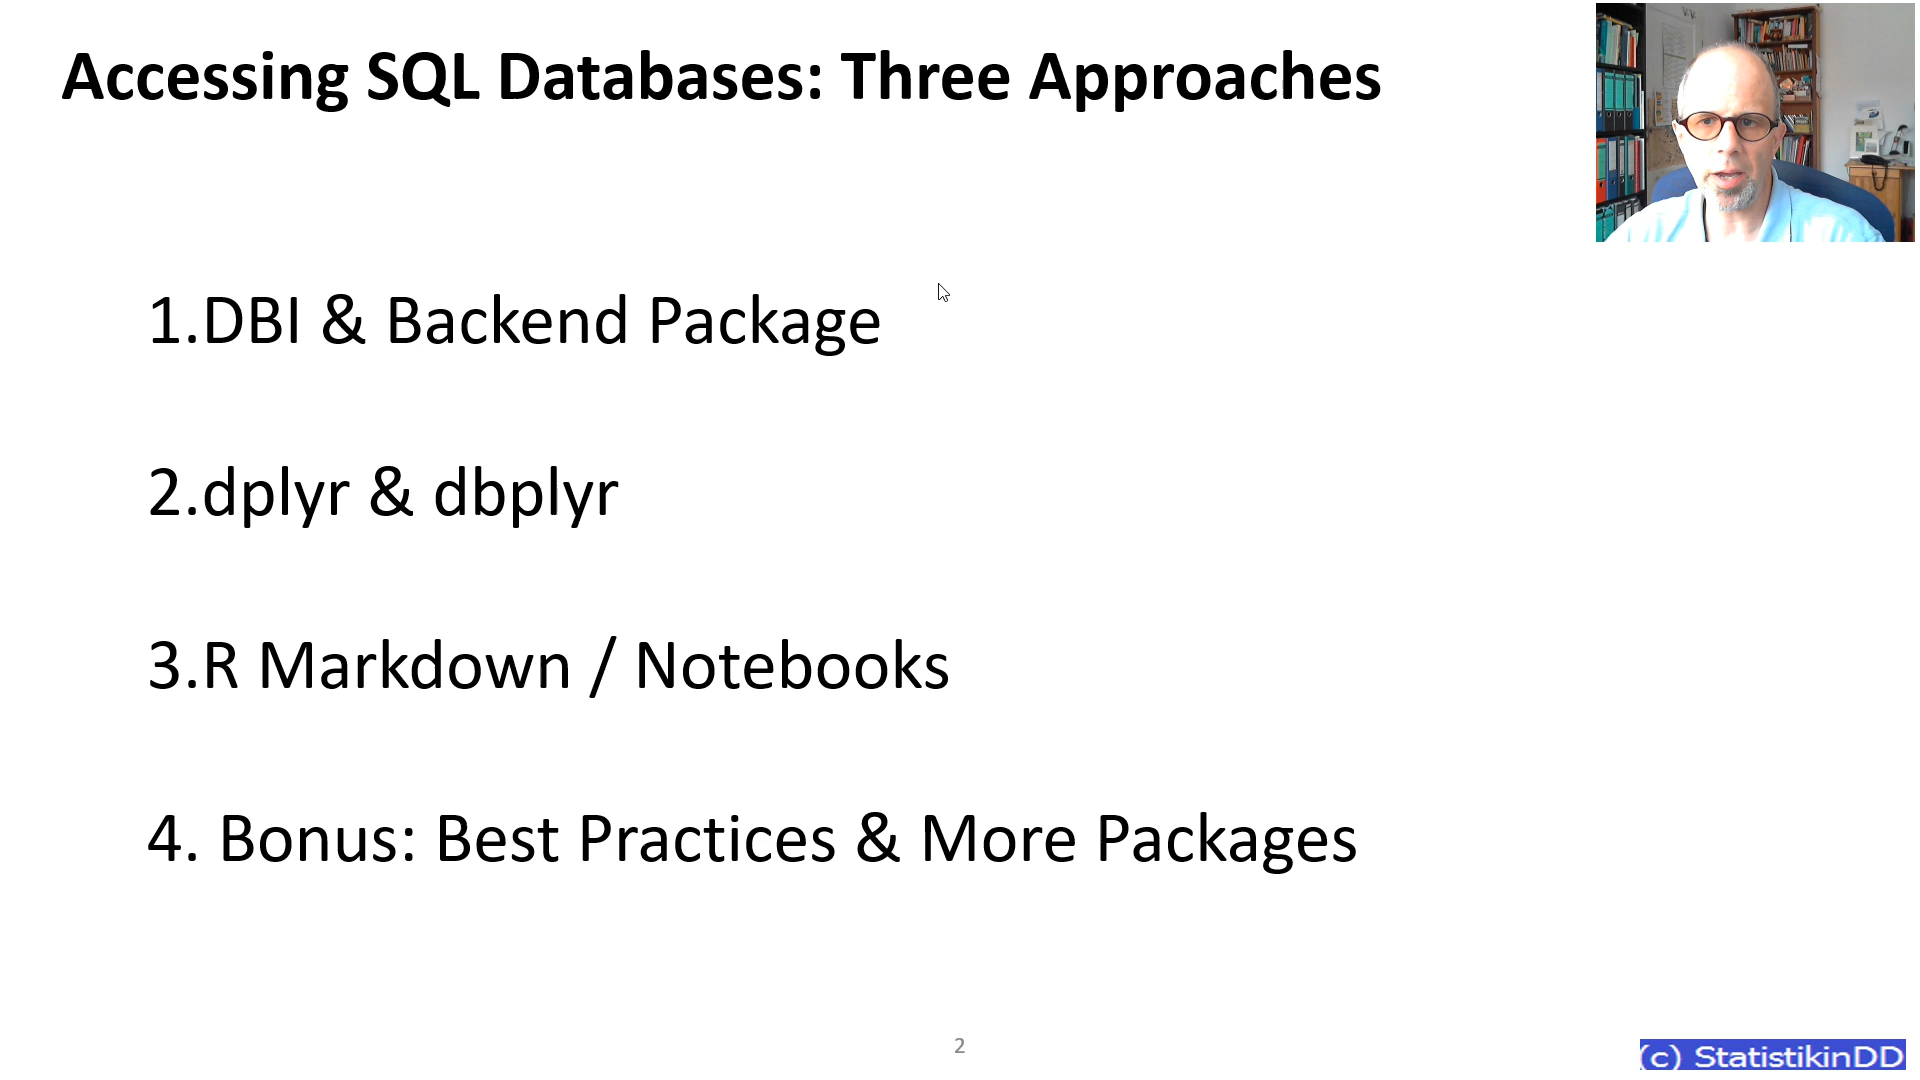 Accessing SQL Databases: Three Approaches
1.DBI & Backend Package
2.dplyr & dbplyr
3.R Markdown / Notebooks
4. Bonus: Best Practices & More Packages
2
(c) StatistikinDD